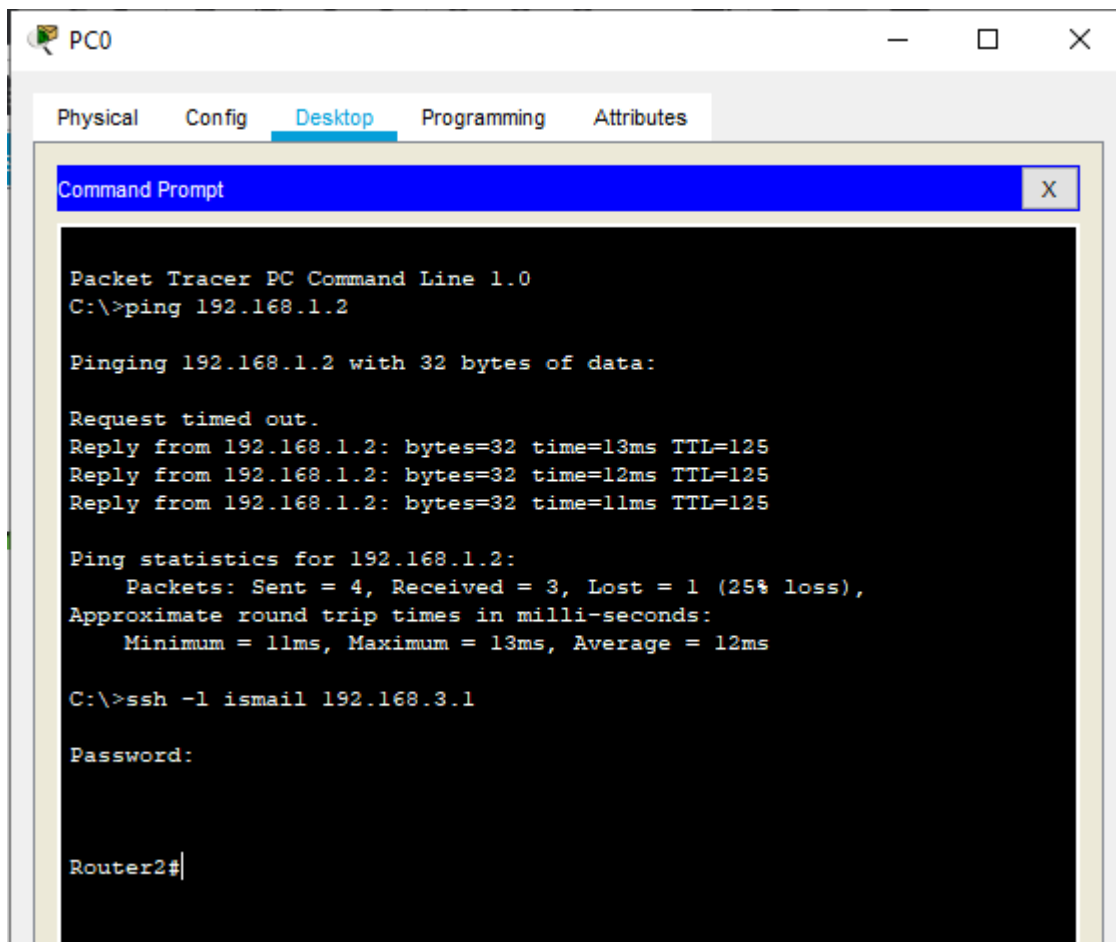 PC0
Physical Config Desktop Programming Attributes
Command Prompt X
Packet Tracer PC Command Line 1.0
C:\>ping 192.168.1.2
Pinging 192.168.1.2 with 32 bytes of data:
Request timed out.
Reply from 192.168.1.2: bytes=32 time=13ms TTL=125
Reply from 192.168.1.2: bytes=32 time=12ms TTL=125
Reply from 192.168.1.2: bytes=32 time=11ms TTL=125
Ping statistics for 192.168.1.2:
    Packets: Sent = 4, Received = 3, Lost = 1 (25% loss),
Approximate round trip times in milli-seconds:
    Minimum = 11ms, Maximum = 13ms, Average = 12ms
C:\>ssh -l ismail 192.168.3.1
Password:
Router2#